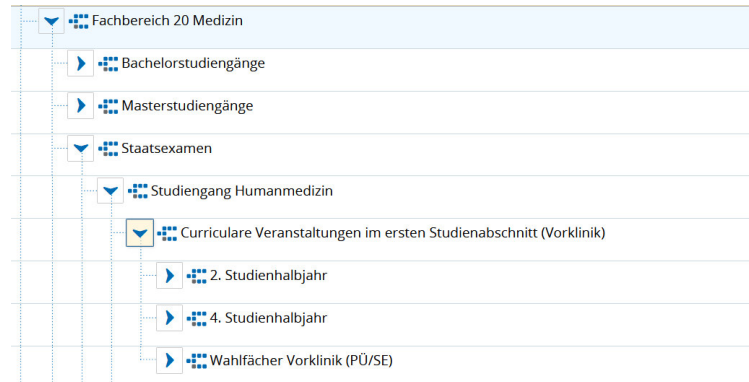 Fachbereich 20 Medizin
Bachelorstudiengänge
Masterstudiengänge
Staatsexamen
Studiengang Humanmedizin
Curriculare Veranstaltungen im ersten Studienabschnitt (Vorklinik)
2. Studienhalbjahr
4. Studienhalbjahr
Wahlfächer Vorklinik (PÜ/SE)